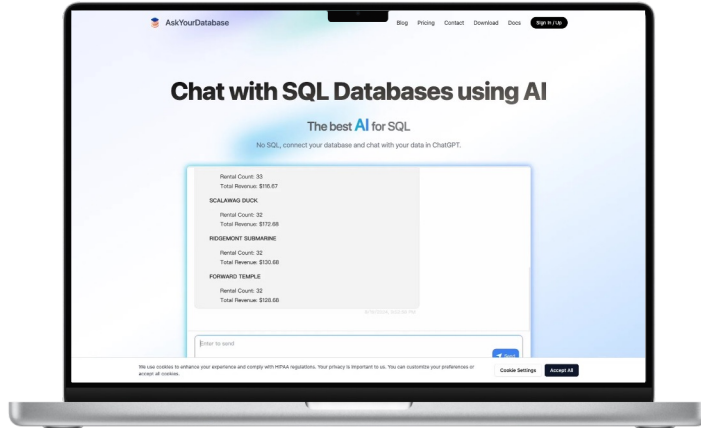 AskYourDatabase
Blog Pricing Contact Download Docs Sign In / Up
Chat with SQL Databases using AI
The best AI for SQL
No SQL, connect your database and chat with your data in ChatGPT.
Rental Count: 33
Total Revenue: $116.67
SCALAWAG DUCK
Rental Count: 32
Total Revenue: $172.68
RIDGEMONT SUBMARINE
Rental Count: 32
Total Revenue: $130.68
FORWARD TEMPLE
Rental Count: 32
Total Revenue: $128.68
Enter to send
Send
We use cookies to enhance your experience and comply with HIPAA regulations. Your privacy is important to us. You can customize your preferences or
accept all cookies.
Cookie Settings Accept All